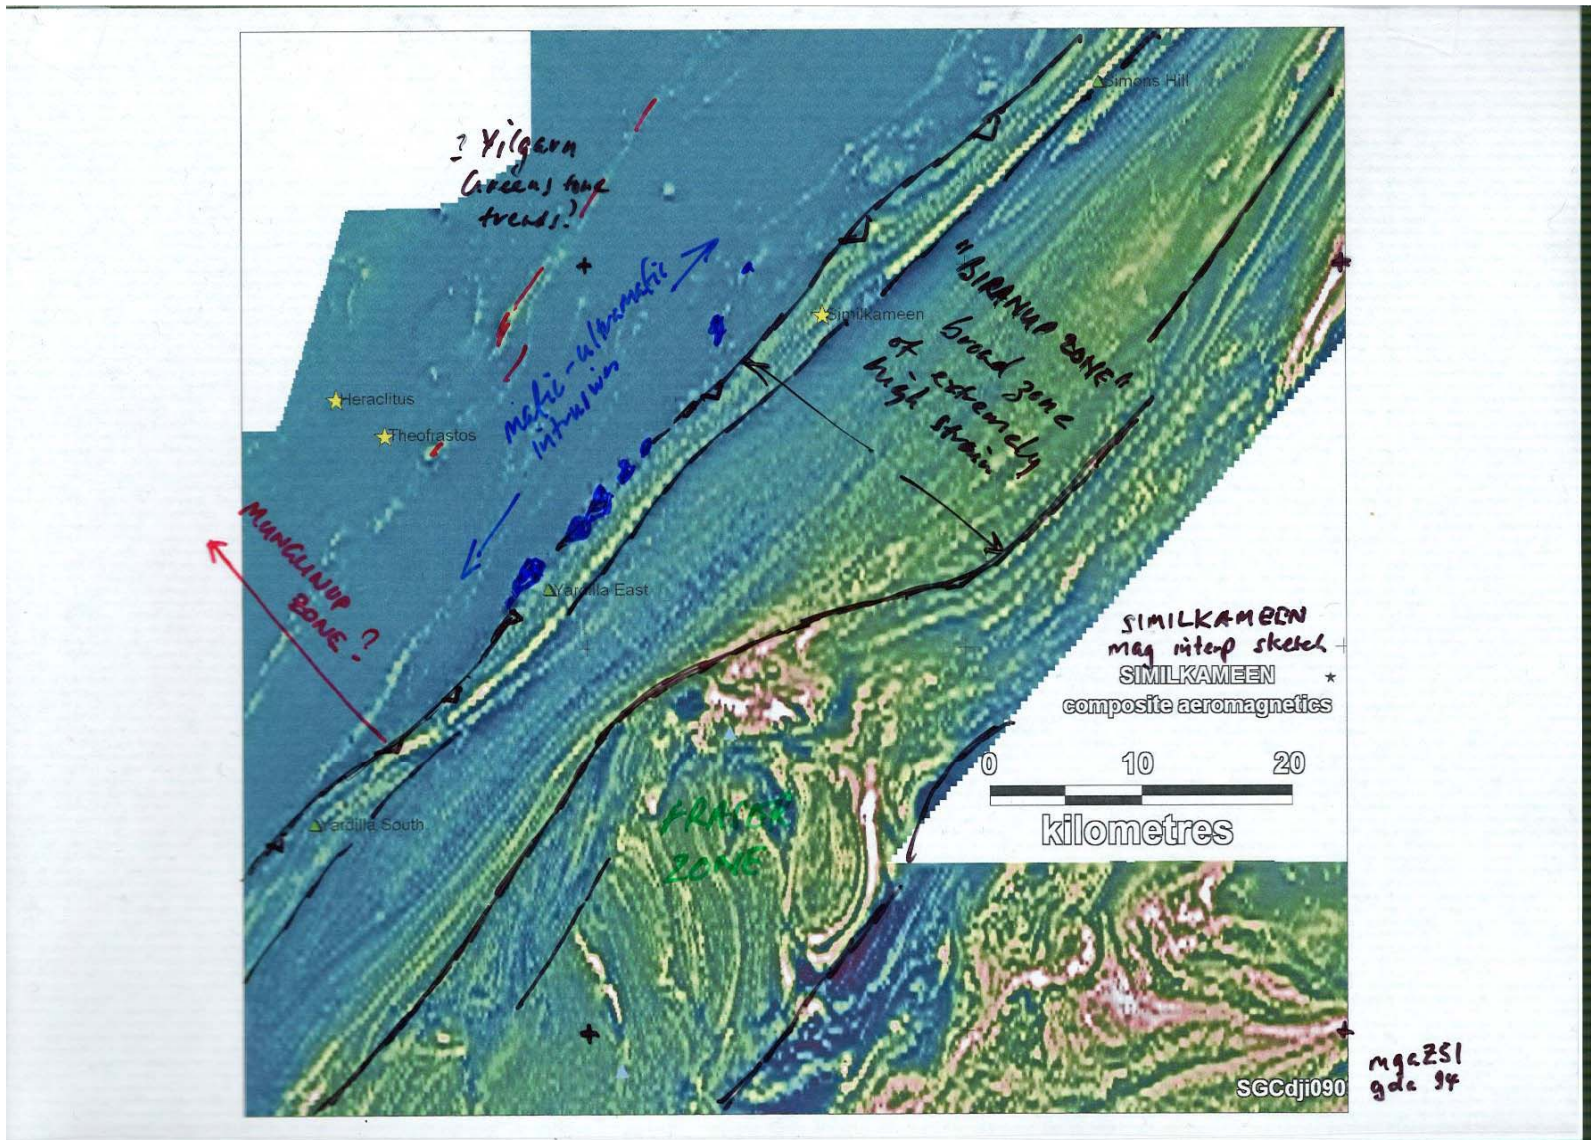 Simons Hill
? Yilgarn
Greenstone
trends?
mafic-ultramafic
intrusives
Similkameen
"BIRANUP ZONE"
broad zone
of extremely
high strain
Heraclitus
Theofrastos
MUNGLINUP
ZONE ?
Yardilla East
SIMILKAMEEN
mag interp sketch
SIMILKAMEEN
composite aeromagnetics
0 10 20
kilometres
Yardilla South
FRASER
ZONE
SGCdji090
mgaZ51
gda 94